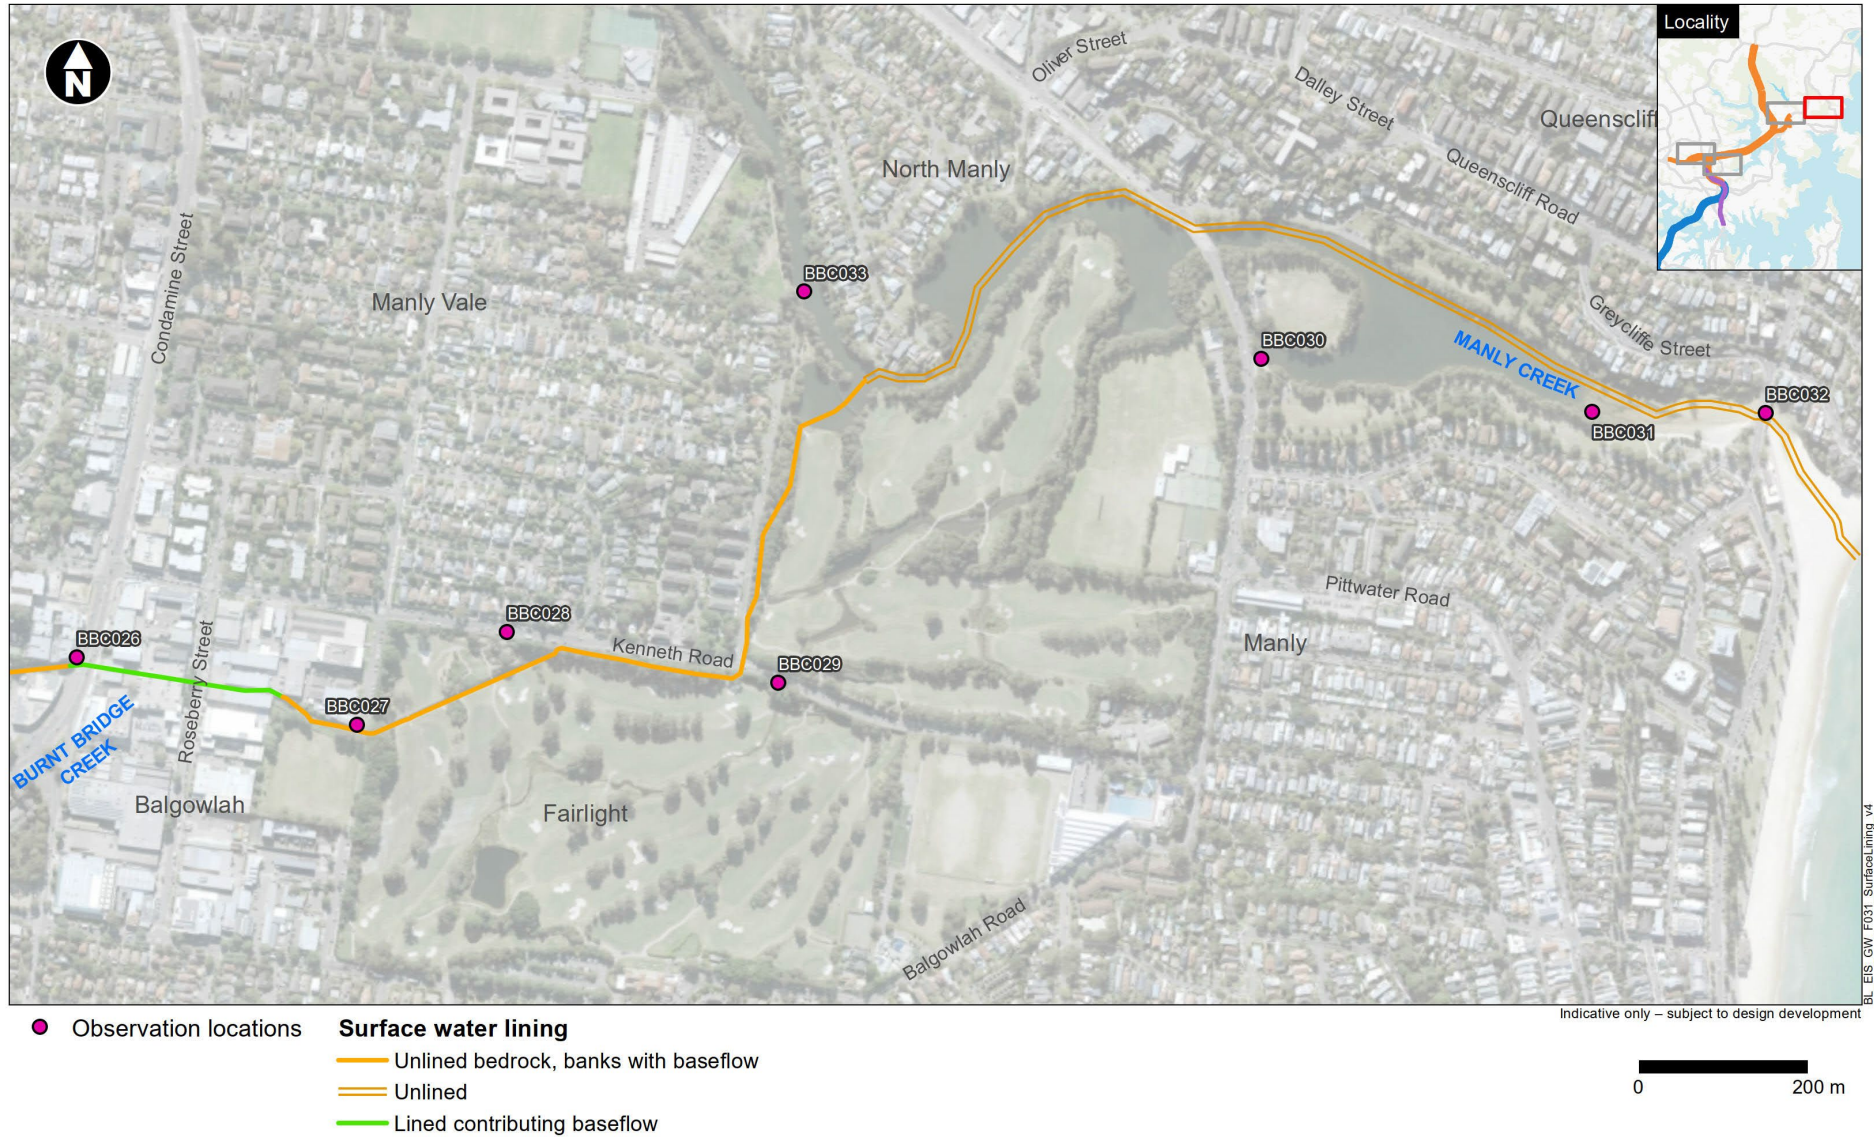 Locality
N
Oliver Street
Dalley Street
Queenscliff
North Manly
Queenscliff Road
Condamine Street
BBC033
Manly Vale
Greycliffe Street
BBC030
MANLY CREEK
BBC032
BBC031
Pittwater Road
BBC028
BBC026
Kenneth Road
Manly
BBC029
Roseberry Street
BBC027
BURNT BRIDGE
CREEK
Balgowlah
Fairlight
Balgowlah Road
BL_EIS_GW_F031_SurfaceLining_v4
Indicative only – subject to design development
Observation locations
Surface water lining
Unlined bedrock, banks with baseflow
Unlined
Lined contributing baseflow
0 200 m